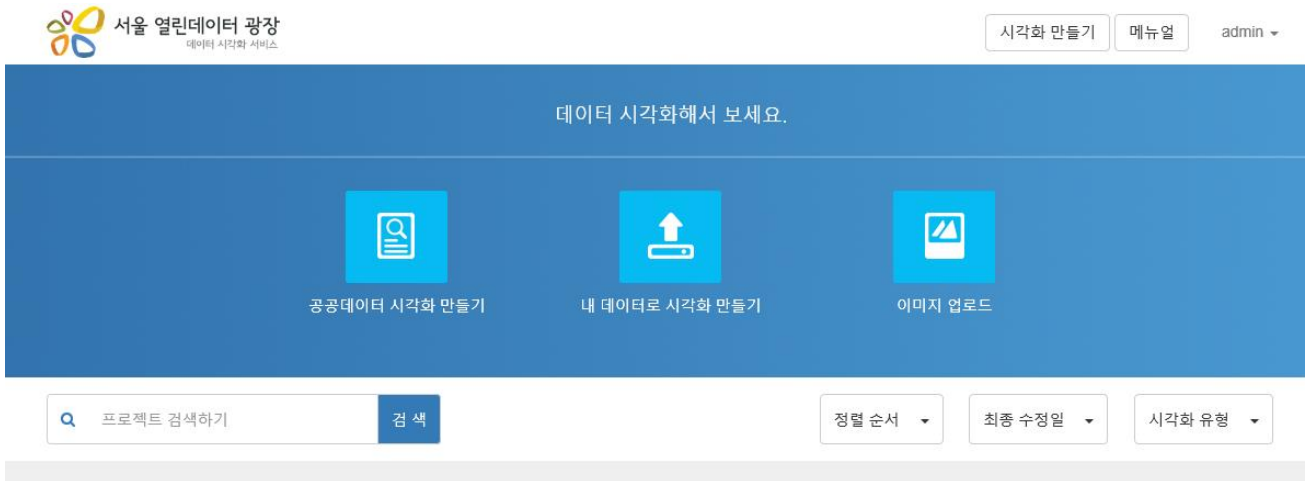 서울 열린데이터 광장
데이터 시각화 서비스
시각화 만들기 메뉴얼 admin
데이터 시각화해서 보세요.
공공데이터 시각화 만들기 내 데이터로 시각화 만들기 이미지 업로드
프로젝트 검색하기 검 색 정렬 순서 최종 수정일 시각화 유형